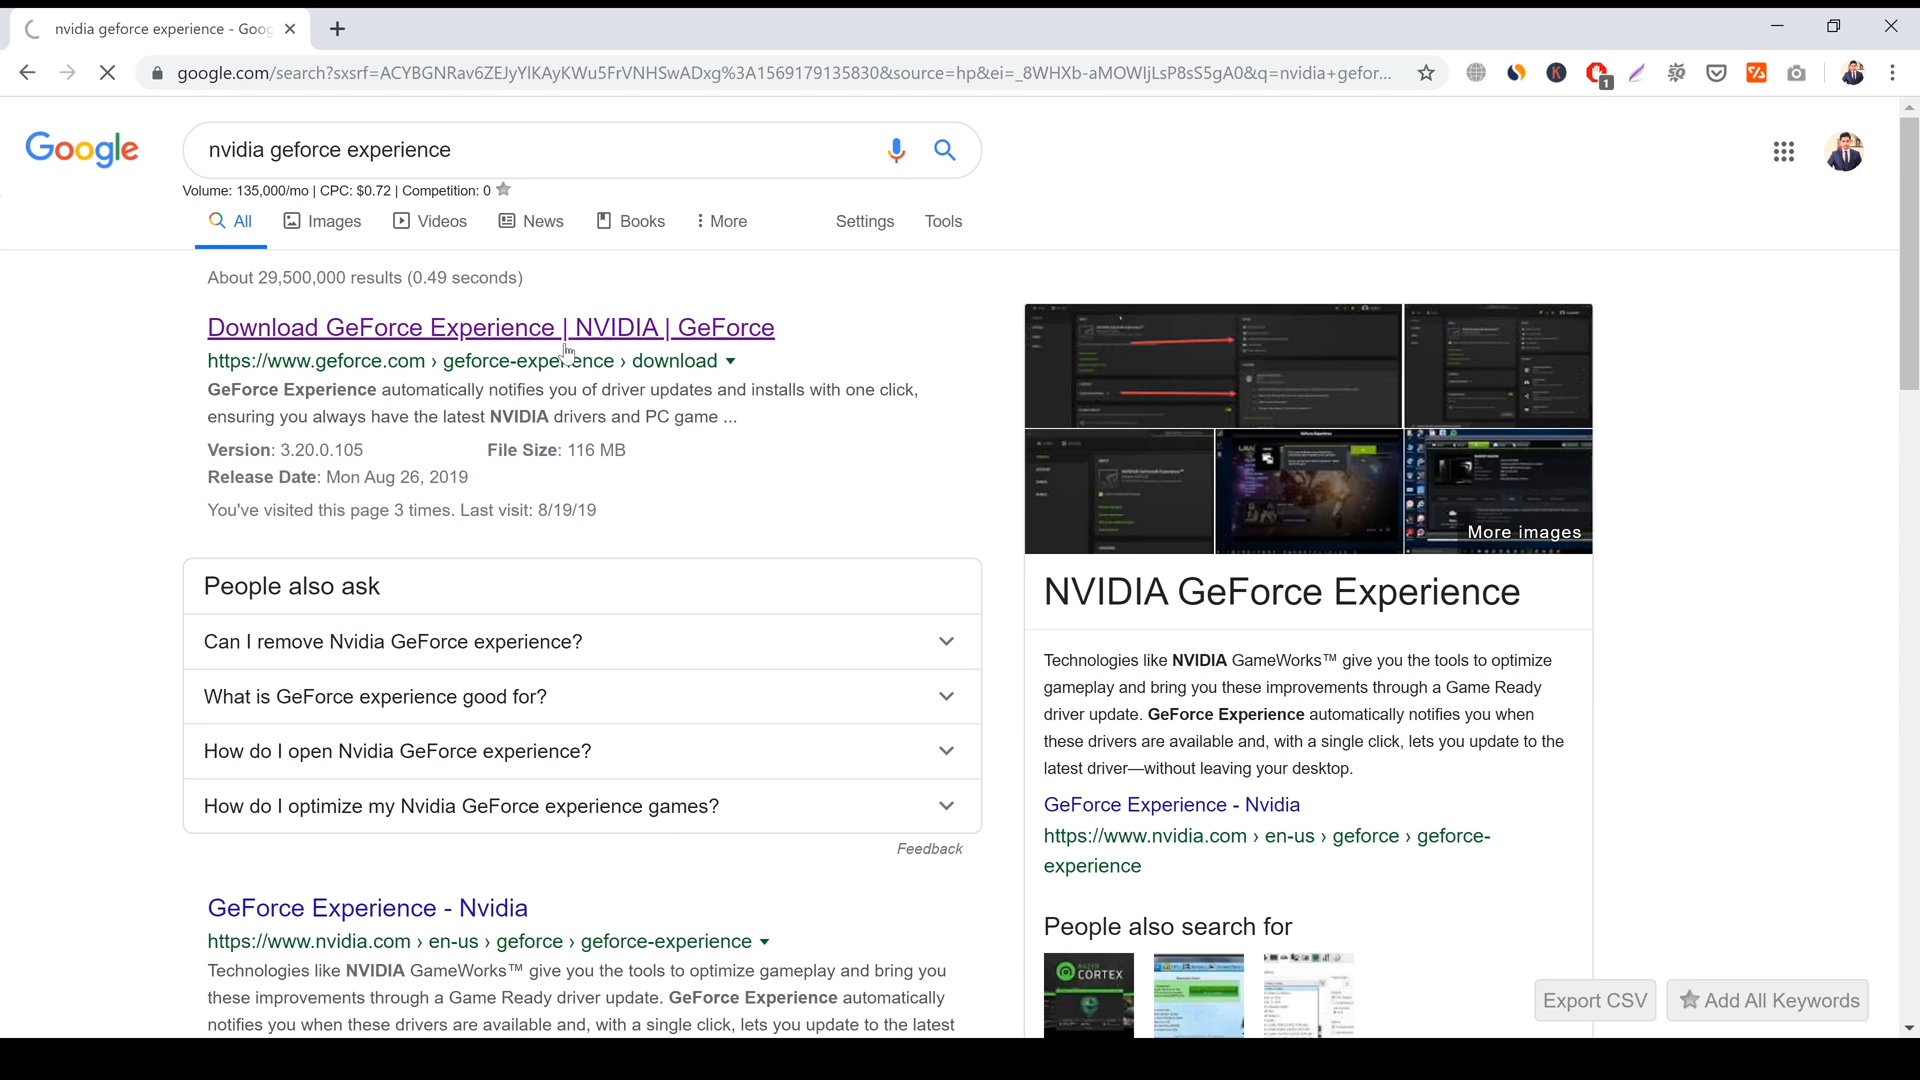 nvidia geforce experience - Goog
google.com/search?sxsrf=ACYBGNRav6ZEJyYlKAyKWu5FrVNHSwADxg%3A1569179135830&source=hp&ei=_8WHXb-aMOWIjLsP8sS5gA0&q=nvidia+gefor...
1
Google
nvidia geforce experience
Volume: 135,000/mo | CPC: $0.72 | Competition: 0
All Images Videos News Books More Settings Tools
About 29,500,000 results (0.49 seconds)
Download GeForce Experience | NVIDIA | GeForce
https://www.geforce.com › geforce-experience › download
GeForce Experience automatically notifies you of driver updates and installs with one click,
ensuring you always have the latest NVIDIA drivers and PC game ...
Version: 3.20.0.105 File Size: 116 MB
Release Date: Mon Aug 26, 2019
You've visited this page 3 times. Last visit: 8/19/19
People also ask
Can I remove Nvidia GeForce experience?
What is GeForce experience good for?
How do I open Nvidia GeForce experience?
How do I optimize my Nvidia GeForce experience games?
Feedback
GeForce Experience - Nvidia
https://www.nvidia.com › en-us › geforce › geforce-experience
Technologies like NVIDIA GameWorks™ give you the tools to optimize gameplay and bring you
these improvements through a Game Ready driver update. GeForce Experience automatically
notifies you when these drivers are available and, with a single click, lets you update to the latest
More images
NVIDIA GeForce Experience
Technologies like NVIDIA GameWorks™ give you the tools to optimize
gameplay and bring you these improvements through a Game Ready
driver update. GeForce Experience automatically notifies you when
these drivers are available and, with a single click, lets you update to the
latest driver—without leaving your desktop.
GeForce Experience - Nvidia
https://www.nvidia.com › en-us › geforce › geforce-
experience
People also search for
RAZER
CORTEX
Export CSV
Add All Keywords